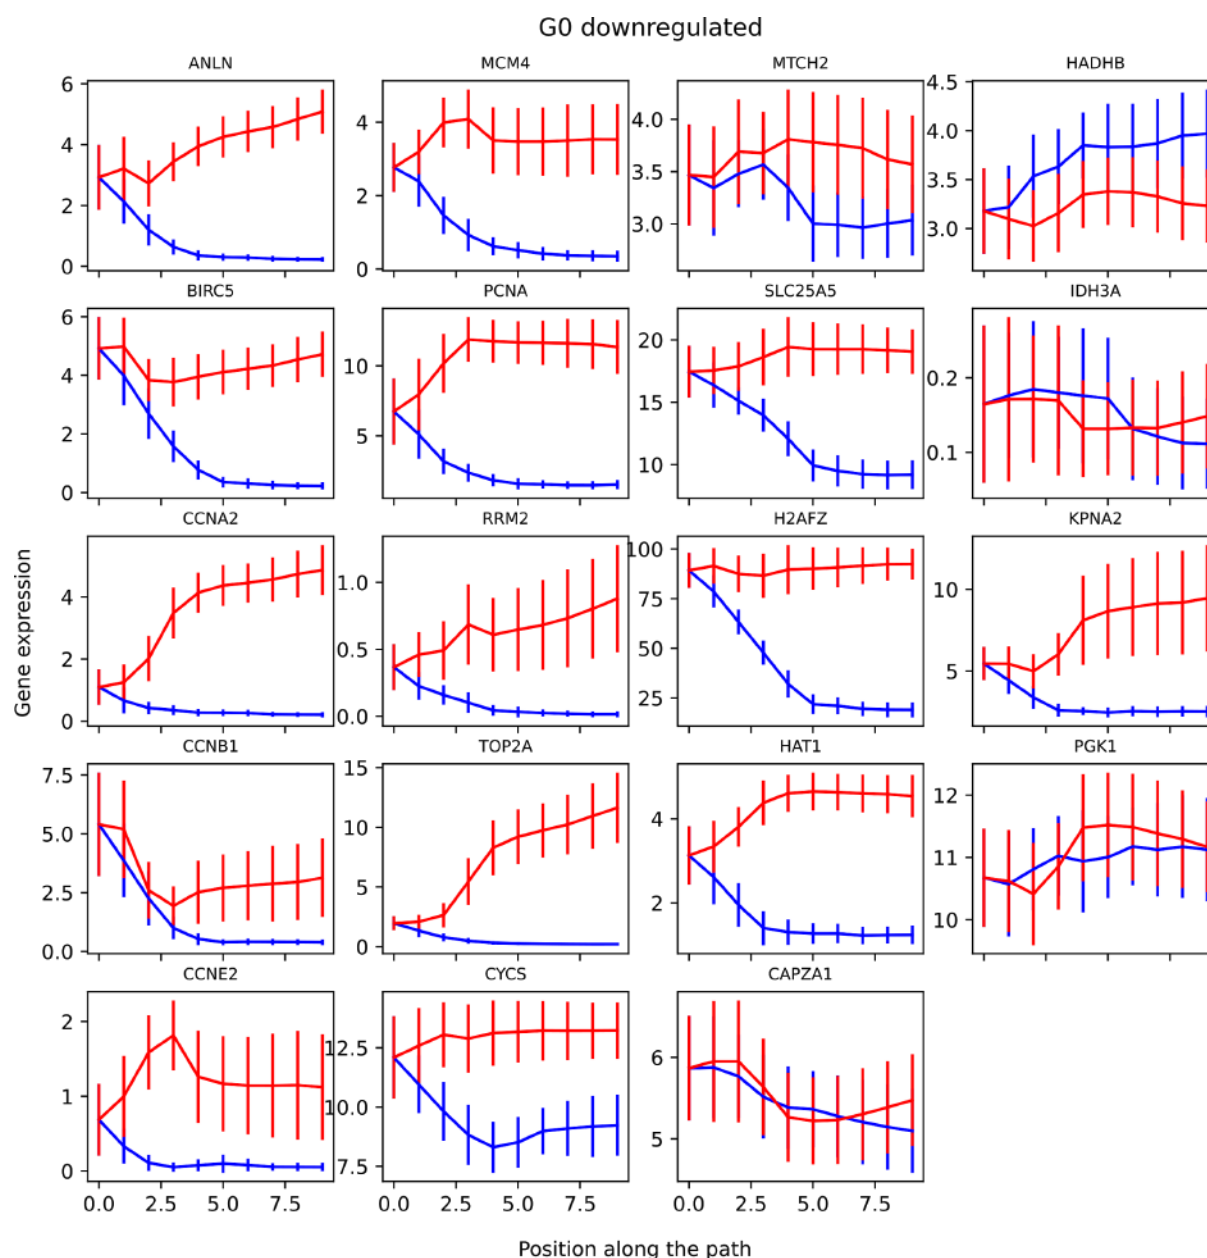 G0 downregulated
ANLN
MCM4
MTCH2
HADHB
6
4
2
0
4
2
0
4.0
3.5
3.0
4.5
4.0
3.5
3.0
BIRC5
PCNA
SLC25A5
IDH3A
6
4
2
0
10
5
20
15
10
0.2
0.1
CCNA2
RRM2
H2AFZ
KPNA2
4
2
0
1.0
0.5
0.0
100
75
50
25
10
5
CCNB1
TOP2A
HAT1
PGK1
7.5
5.0
2.5
0.0
15
10
5
0
4
2
12
11
10
CCNE2
CYCS
CAPZA1
2
1
0
12.5
10.0
7.5
6
5
0.0 2.5 5.0 7.5
0.0 2.5 5.0 7.5
0.0 2.5 5.0 7.5
Gene expression
Position along the path